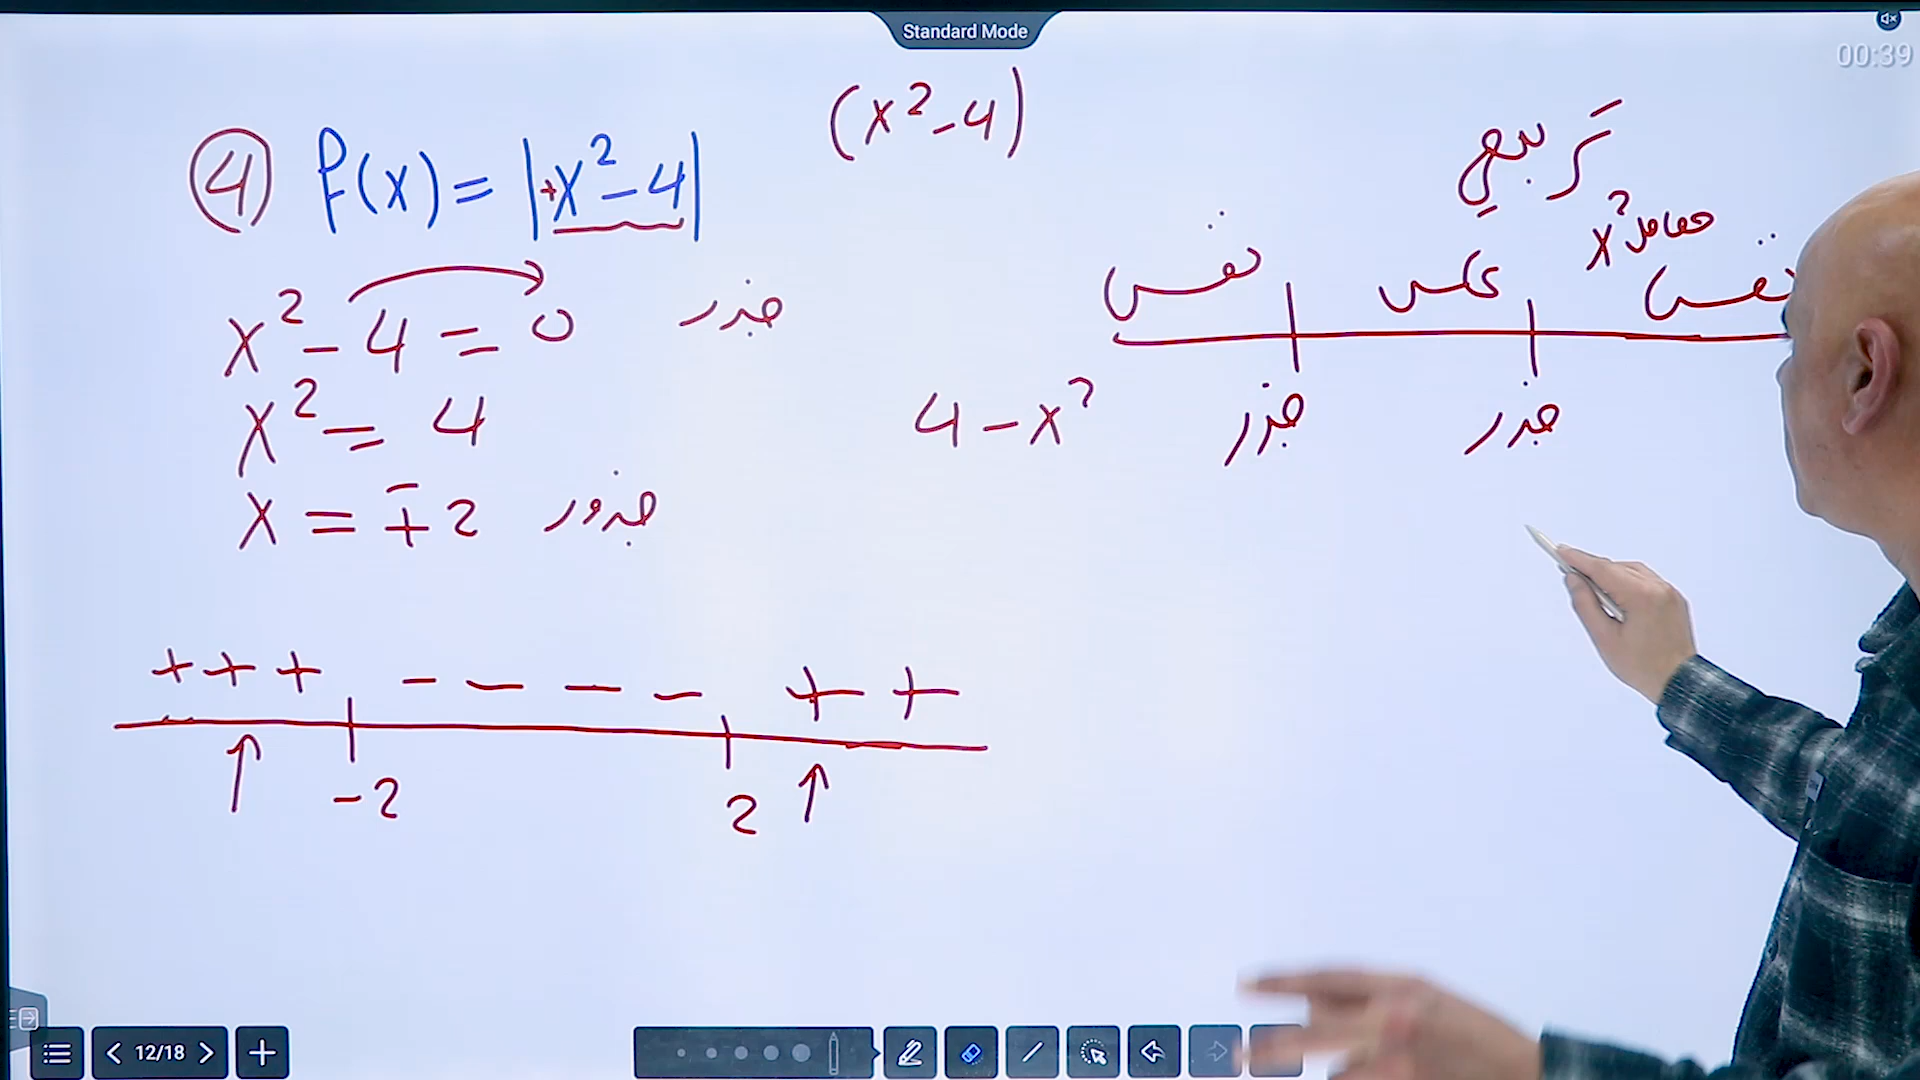 Standard Mode
00:39
(x²-4)
④ f(x) = |+x²-4|
x² - 4 = 0 جذر
x² = 4
x = ∓2 جذور
+ + + - - - - + +
-2 2
تربيعي
معامل x²
نفس عكس نفس
جذر جذر
4 - x²
12/18